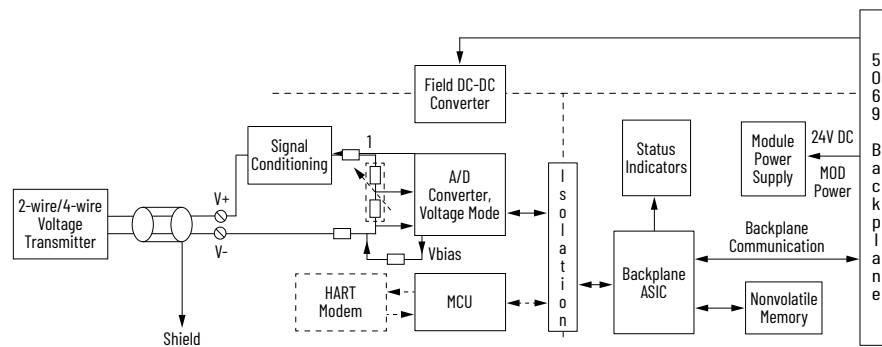 Field DC-DC
Converter
5069 Backplane
Signal
Conditioning
1
A/D
Converter,
Voltage Mode
Status
Indicators
Module
Power
Supply
24V DC
MOD
Power
2-wire/4-wire
Voltage
Transmitter
V+
V-
Vbias
Isolation
Backplane
Communication
HART
Modem
MCU
Backplane
ASIC
Nonvolatile
Memory
Shield